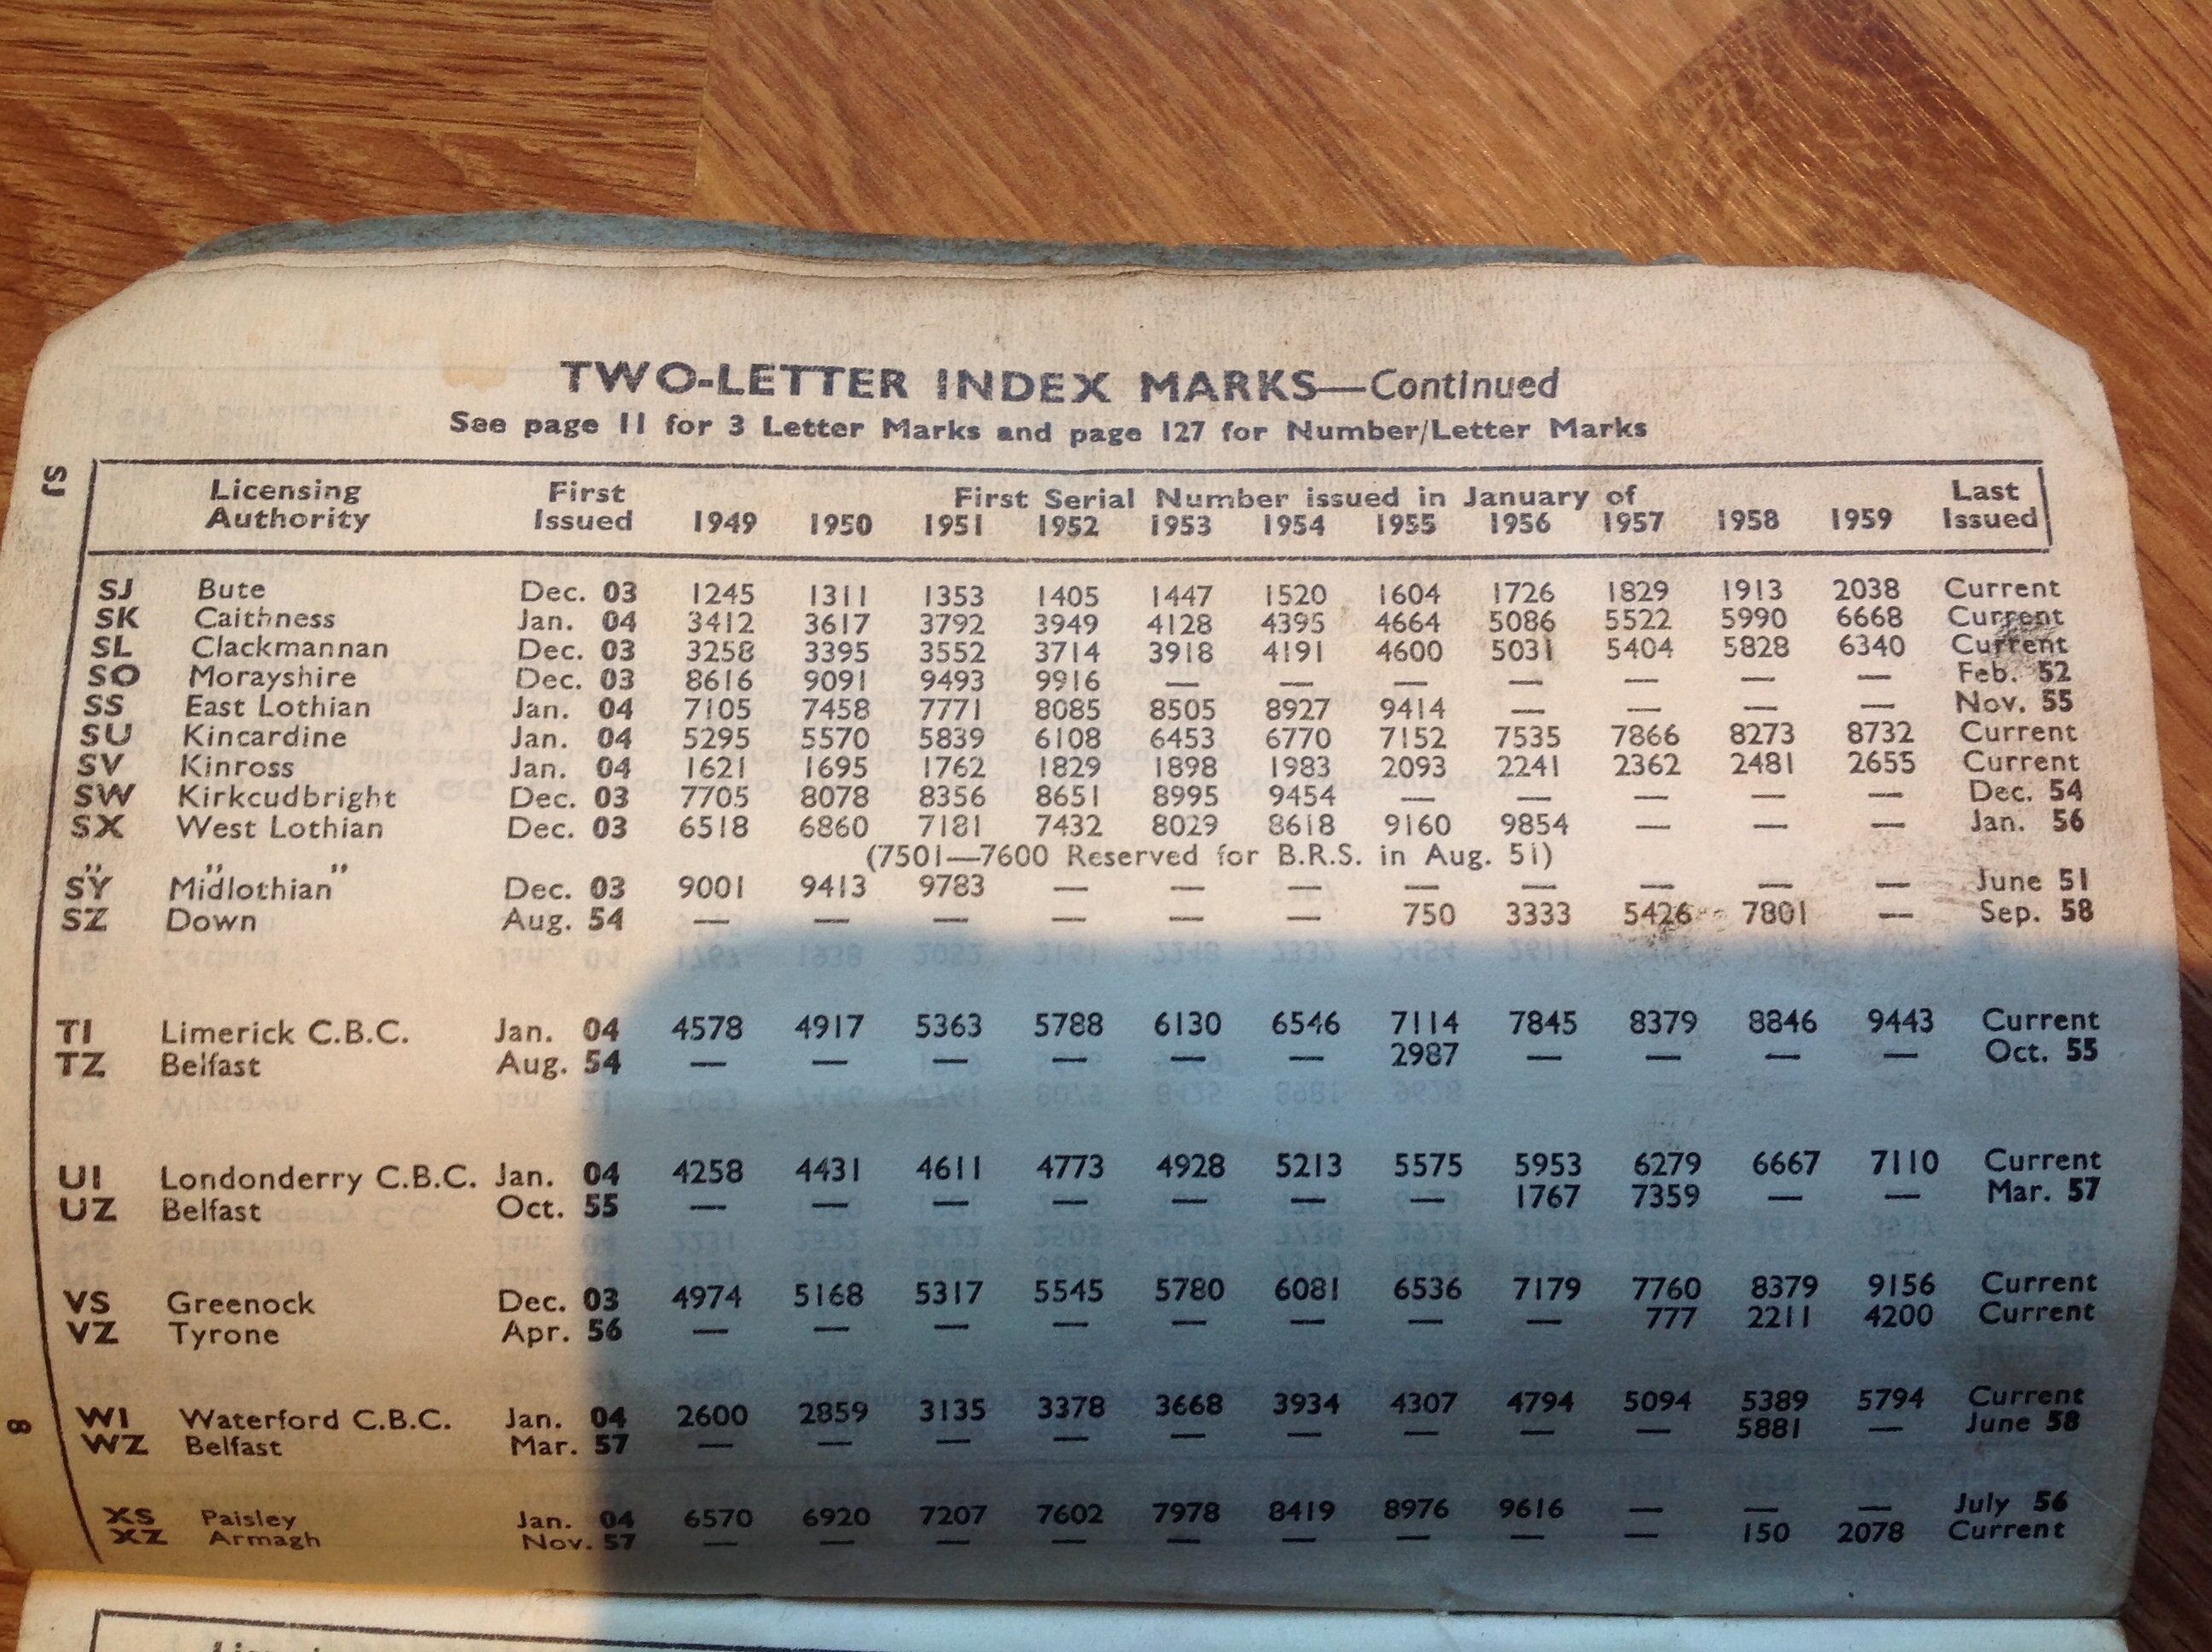 TWO-LETTER INDEX MARKS—Continued
See page 11 for 3 Letter Marks and page 127 for Number/Letter Marks
SJ
Licensing First First Serial Number issued in January of Last
Authority Issued 1949 1950 1951 1952 1953 1954 1955 1956 1957 1958 1959 Issued
SJ Bute Dec. 03 1245 1311 1353 1405 1447 1520 1604 1726 1829 1913 2038 Current
SK Caithness Jan. 04 3412 3617 3792 3949 4128 4395 4664 5086 5522 5990 6668 Current
SL Clackmannan Dec. 03 3258 3395 3552 3714 3918 4191 4600 5031 5404 5828 6340 Current
SO Morayshire Dec. 03 8616 9091 9493 9916 — — — — — — — Feb. 52
SS East Lothian Jan. 04 7105 7458 7771 8085 8505 8927 9414 — — — — Nov. 55
SU Kincardine Jan. 04 5295 5570 5839 6108 6453 6770 7152 7535 7866 8273 8732 Current
SV Kinross Jan. 04 1621 1695 1762 1829 1898 1983 2093 2241 2362 2481 2655 Current
SW Kirkcudbright Dec. 03 7705 8078 8356 8651 8995 9454 — — — — — Dec. 54
SX West Lothian Dec. 03 6518 6860 7181 7432 8029 8618 9160 9854 — — — Jan. 56
" " " (7501—7600 Reserved for B.R.S. in Aug. 51)
SY Midlothian Dec. 03 9001 9413 9783 — — — — — — — — June 51
SZ Down Aug. 54 — — — — — — 750 3333 5426 7801 — Sep. 58
TI Limerick C.B.C. Jan. 04 4578 4917 5363 5788 6130 6546 7114 7845 8379 8846 9443 Current
TZ Belfast Aug. 54 — — — — — — 2987 — — — — Oct. 55
UI Londonderry C.B.C. Jan. 04 4258 4431 4611 4773 4928 5213 5575 5953 6279 6667 7110 Current
UZ Belfast Oct. 55 — — — — — — — 1767 7359 — — Mar. 57
VS Greenock Dec. 03 4974 5168 5317 5545 5780 6081 6536 7179 7760 8379 9156 Current
VZ Tyrone Apr. 56 — — — — — — — — 777 2211 4200 Current
WI Waterford C.B.C. Jan. 04 2600 2859 3135 3378 3668 3934 4307 4794 5094 5389 5794 Current
WZ Belfast Mar. 57 — — — — — — — — — 5881 — June 58
XS Paisley Jan. 04 6570 6920 7207 7602 7978 8419 8976 9616 — — — July 56
XZ Armagh Nov. 57 — — — — — — — — — 150 2078 Current
8